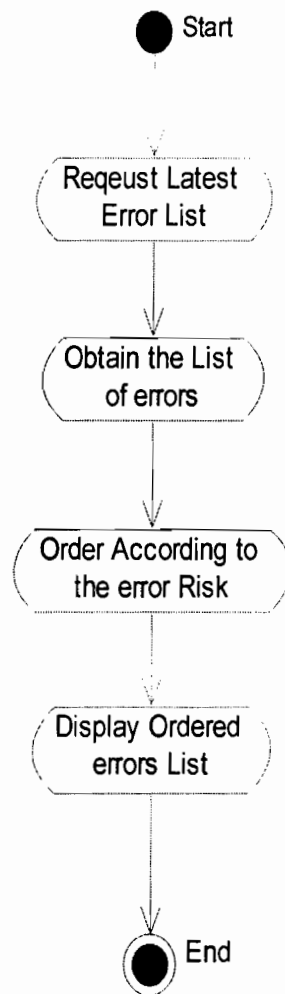 Start
Reqeust Latest
Error List
Obtain the List
of errors
Order According to
the error Risk
Display Ordered
errors List
End